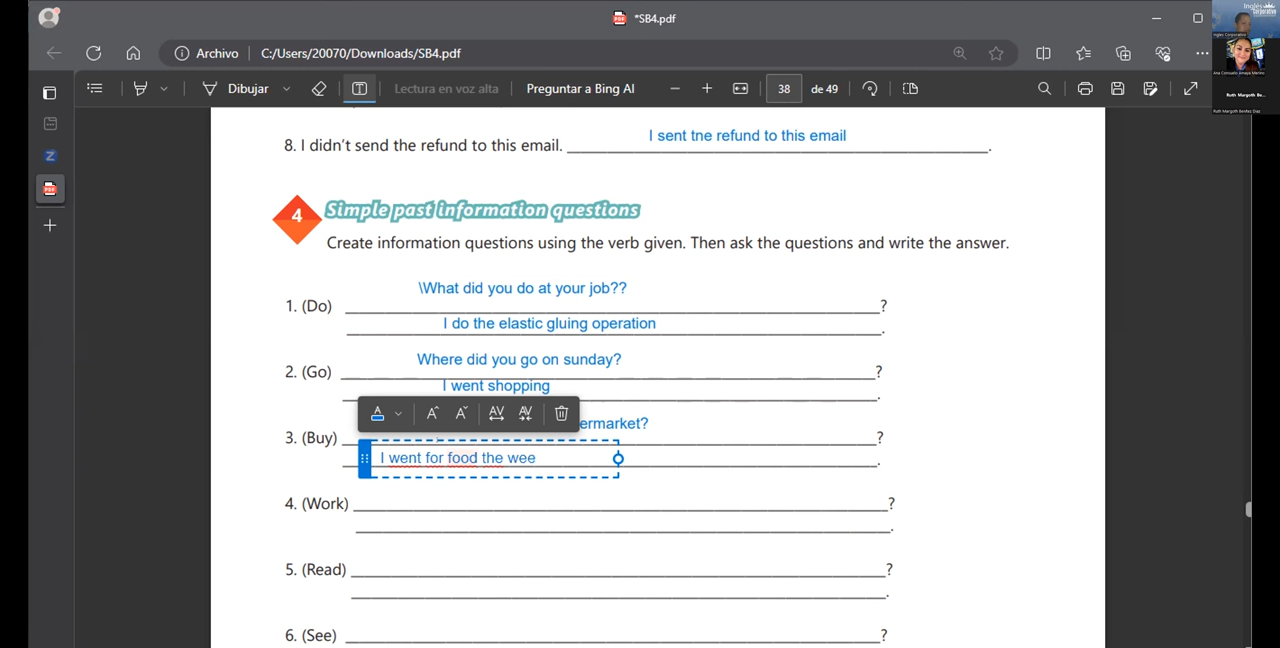 *SB4.pdf
Archivo C:/Users/20070/Downloads/SB4.pdf
Dibujar Lectura en voz alta Preguntar a Bing AI 38 de 49
Inglés Corporativo
8. I didn't send the refund to this email. I sent tne refund to this email.
4 Simple past information questions
Create information questions using the verb given. Then ask the questions and write the answer.
\What did you do at your job??
1. (Do) ?
I do the elastic gluing operation
.
Where did you go on sunday?
2. (Go) ?
I went shopping
.
ermarket?
3. (Buy) ?
I went for food the wee
.
4. (Work) ?
.
5. (Read) ?
.
6. (See) ?